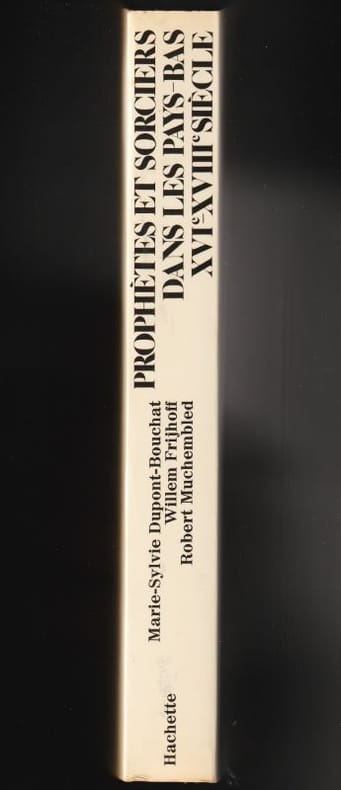 Hachette
Marie-Sylvie Dupont-Bouchat
Willem Frijhoff
Robert Muchembled
PROPHÈTES ET SORCIERS
DANS LES PAYS-BAS
XVIe-XVIIIe SIÈCLE